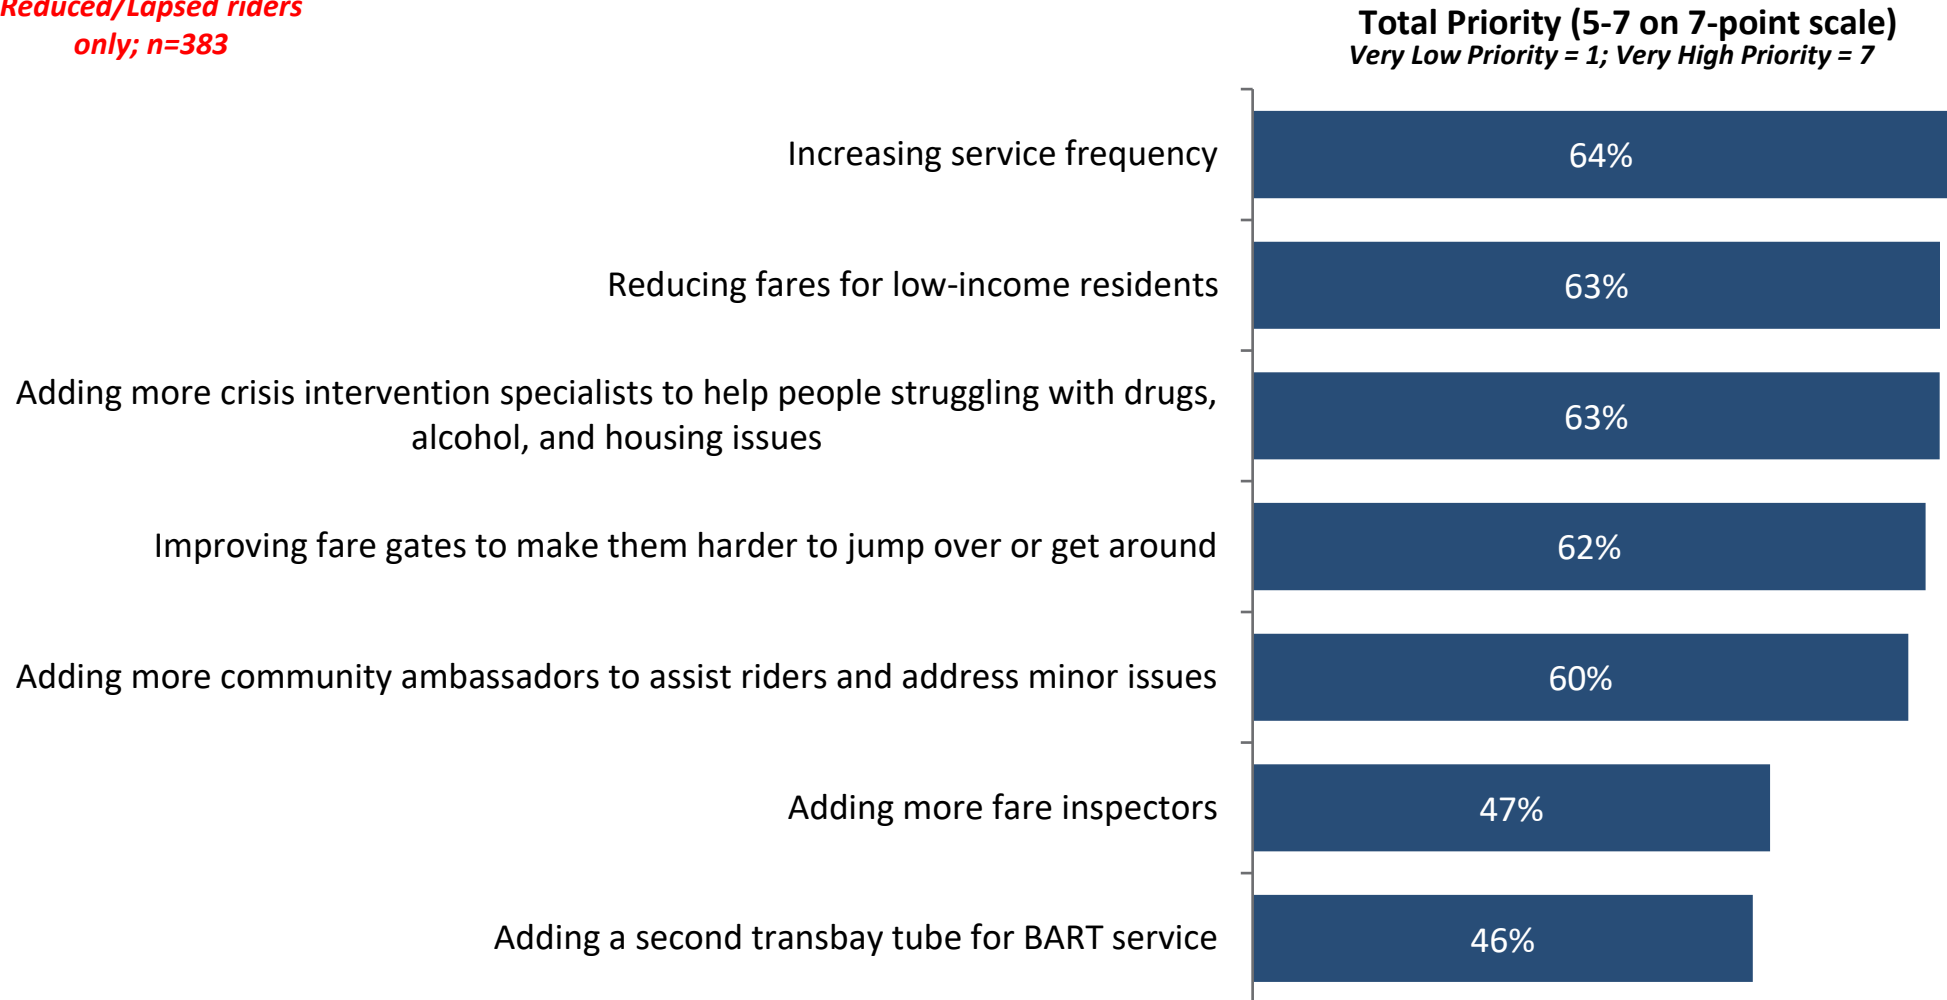 Reduced/Lapsed riders
only; n=383
Total Priority (5-7 on 7-point scale)
Very Low Priority = 1; Very High Priority = 7
Increasing service frequency
64%
Reducing fares for low-income residents
63%
Adding more crisis intervention specialists to help people struggling with drugs,
alcohol, and housing issues
63%
Improving fare gates to make them harder to jump over or get around
62%
Adding more community ambassadors to assist riders and address minor issues
60%
Adding more fare inspectors
47%
Adding a second transbay tube for BART service
46%